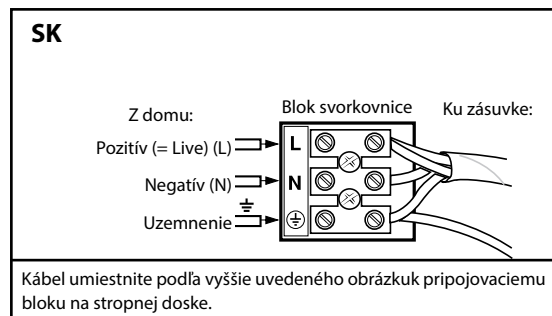 SK
Z domu:
Blok svorkovnice
Ku zásuvke:
Pozitív (= Live) (L)
L
Negatív (N)
N
Uzemnenie
Kábel umiestnite podľa vyššie uvedeného obrázkuk pripojovaciemu
bloku na stropnej doske.